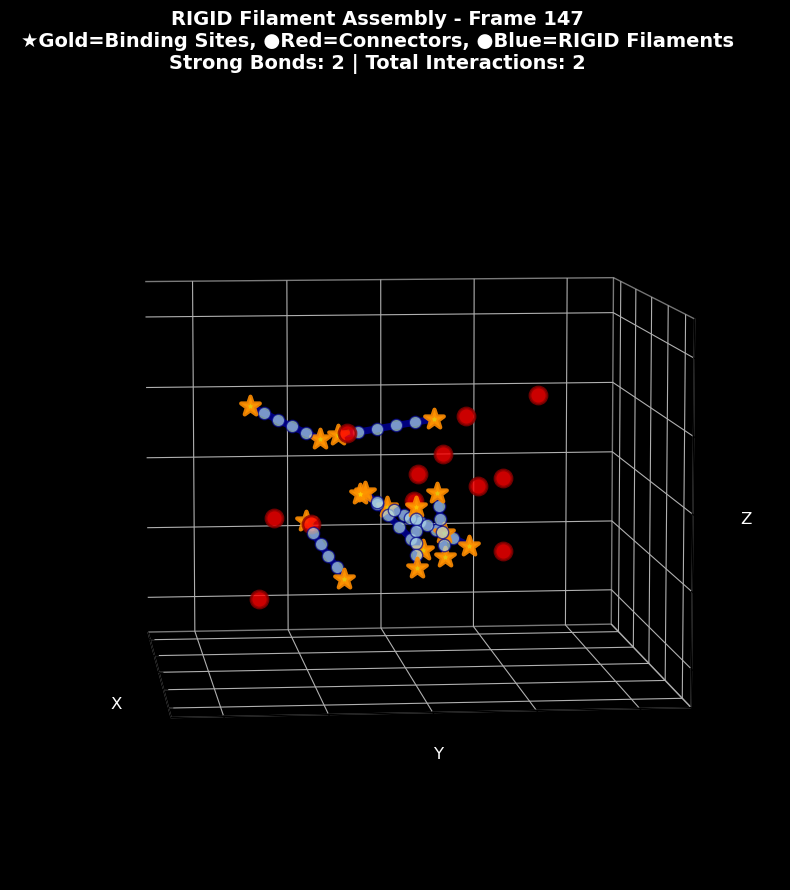 RIGID Filament Assembly - Frame 147
★Gold=Binding Sites, ●Red=Connectors, ●Blue=RIGID Filaments
Strong Bonds: 2 | Total Interactions: 2
Z
X
Y